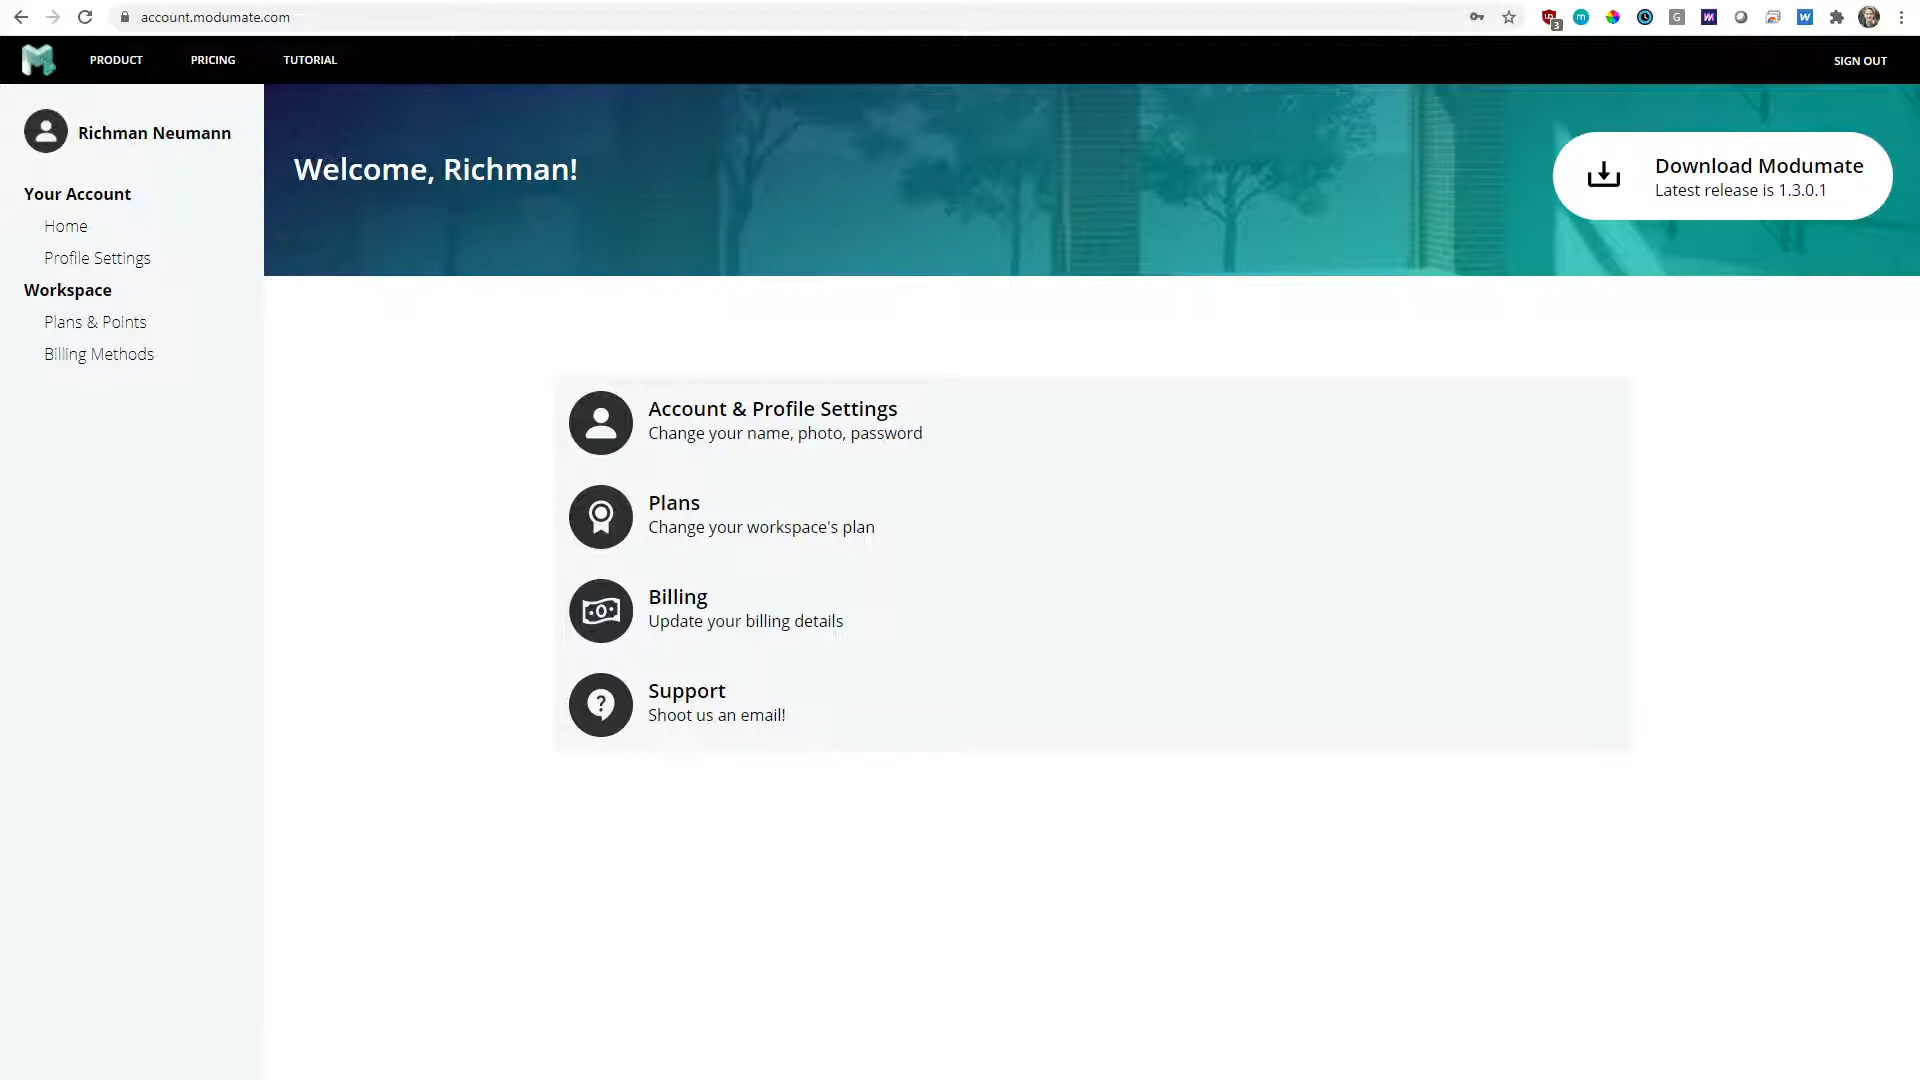 account.modumate.com
3
PRODUCT
PRICING
TUTORIAL
SIGN OUT
Richman Neumann
Your Account
Home
Profile Settings
Workspace
Plans & Points
Billing Methods
Welcome, Richman!
Download Modumate
Latest release is 1.3.0.1
Account & Profile Settings
Change your name, photo, password
Plans
Change your workspace's plan
Billing
Update your billing details
Support
Shoot us an email!